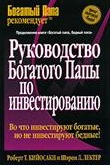 Богатый Папа
рекомендует™
Продолжение книги «Богатый папа, бедный папа»
Руководство
Богатого Папы
по
инвестированию
Во что инвестируют богатые,
но не инвестируют бедные!
Роберт Т. Кийосаки и Шэрон Л. Лектер